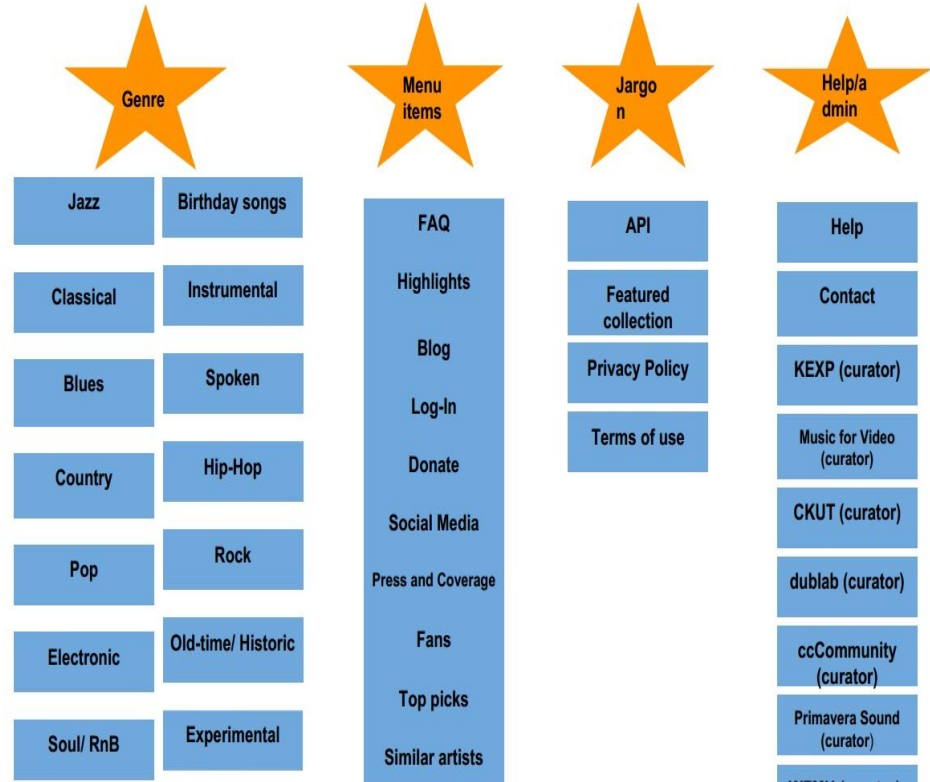 Genre
Jazz
Classical
Blues
Country
Pop
Electronic
Soul/ RnB
Birthday songs
Instrumental
Spoken
Hip-Hop
Rock
Old-time/ Historic
Experimental
Menu
items
FAQ
Highlights
Blog
Log-In
Donate
Social Media
Press and Coverage
Fans
Top picks
Similar artists
Jargo
n
API
Featured
collection
Privacy Policy
Terms of use
Help/a
dmin
Help
Contact
KEXP (curator)
Music for Video
(curator)
CKUT (curator)
dublab (curator)
ccCommunity
(curator)
Primavera Sound
(curator)